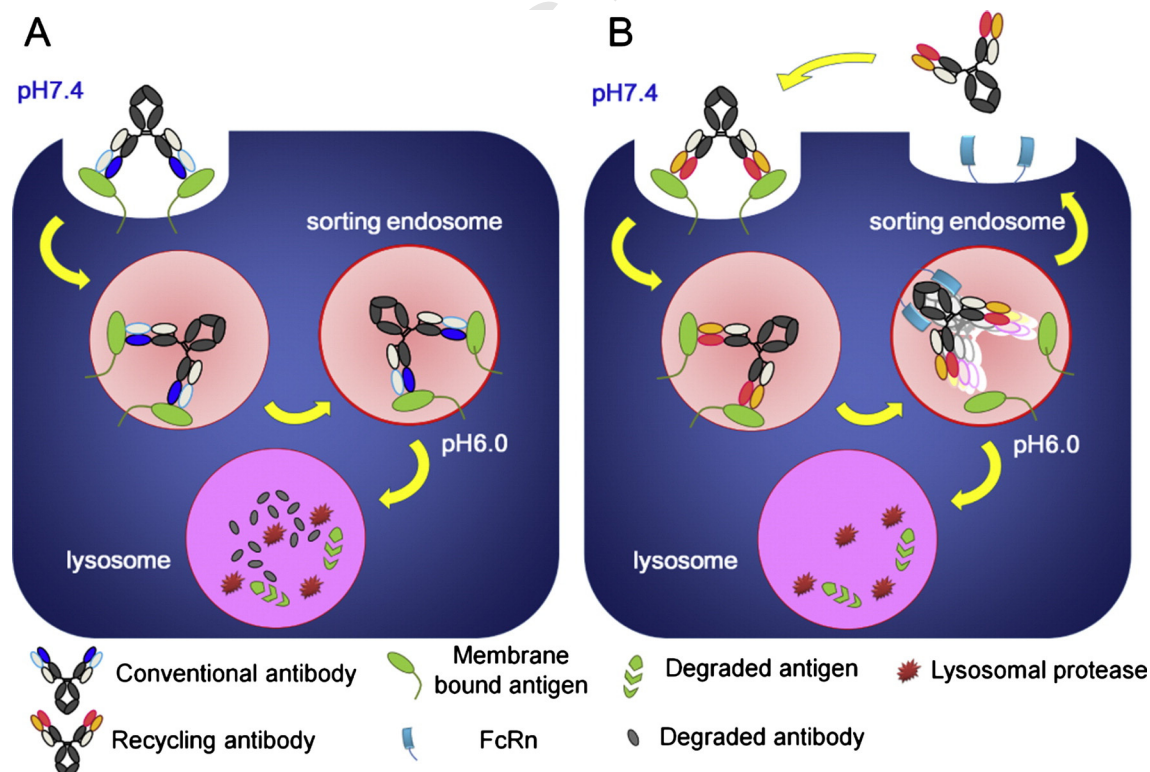 A
pH7.4
sorting endosome
pH6.0
lysosome
B
pH7.4
sorting endosome
pH6.0
lysosome
Conventional antibody
Membrane
bound antigen
Degraded antigen
Lysosomal protease
Recycling antibody
FcRn
Degraded antibody